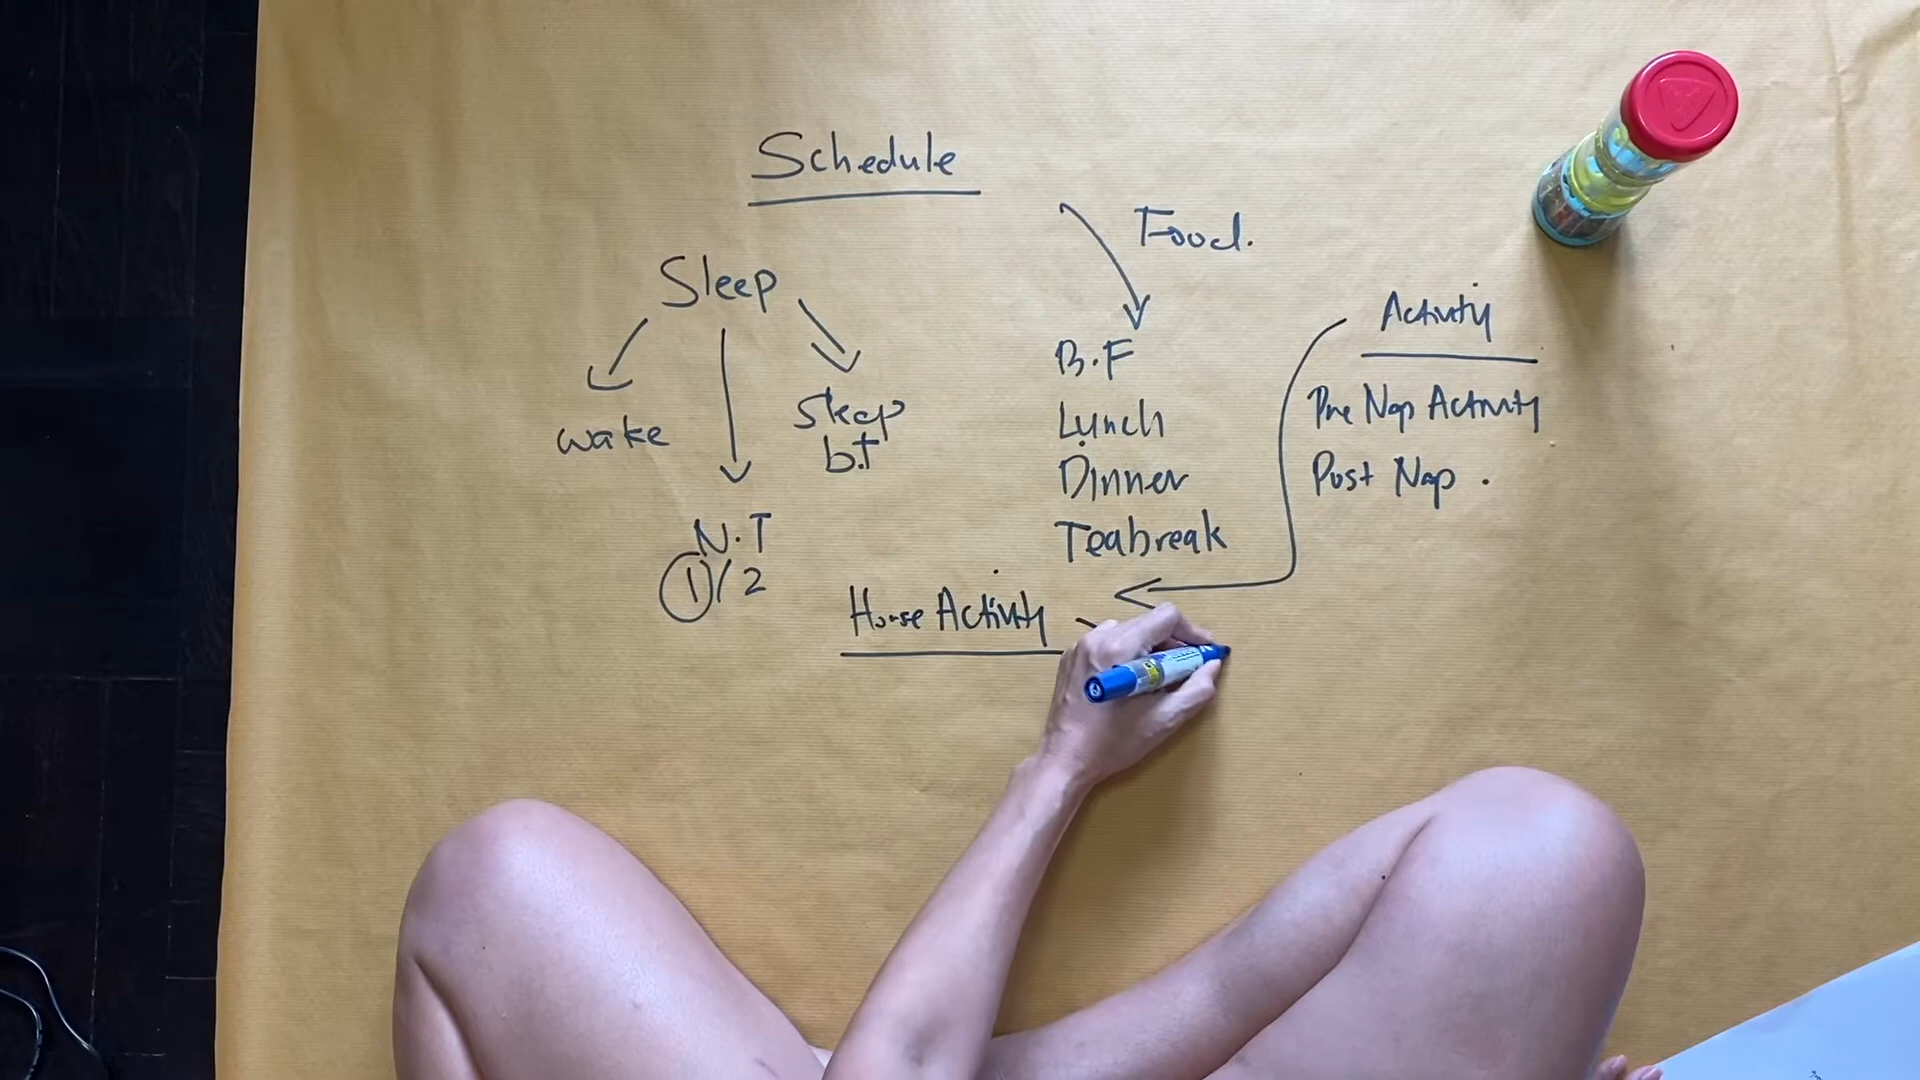 Schedule
Sleep
wake
N.T
1/2
Sleep
b.t
Food.
B.F
Lunch
Dinner
Teabreak
Activity
Pre Nap Activity
Post Nap.
House Activity